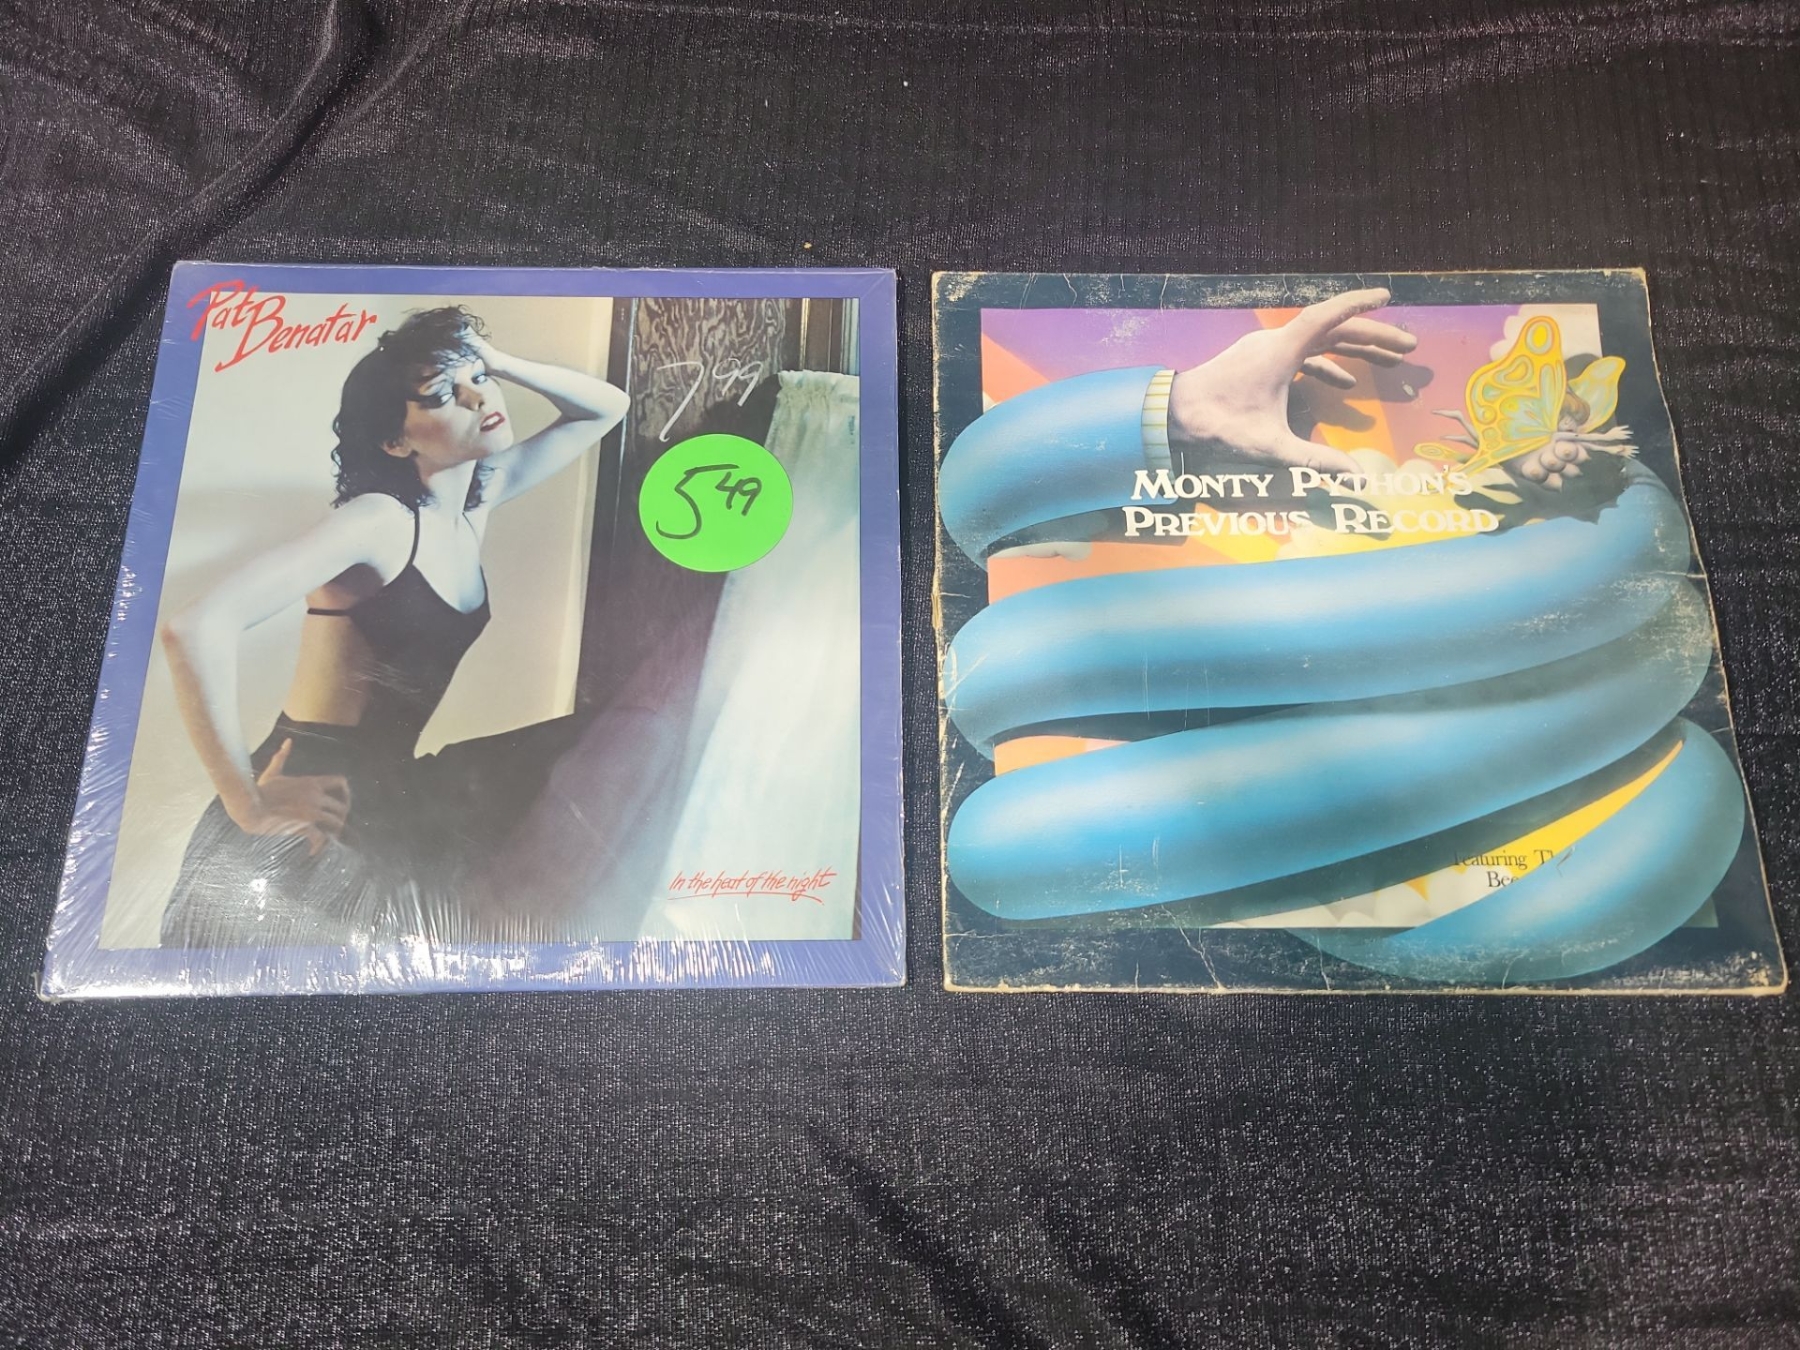 Pat
Benatar
7.99
5.49
In the heat of the night
MONTY PYTHON'S
PREVIOUS RECORD
Featuring